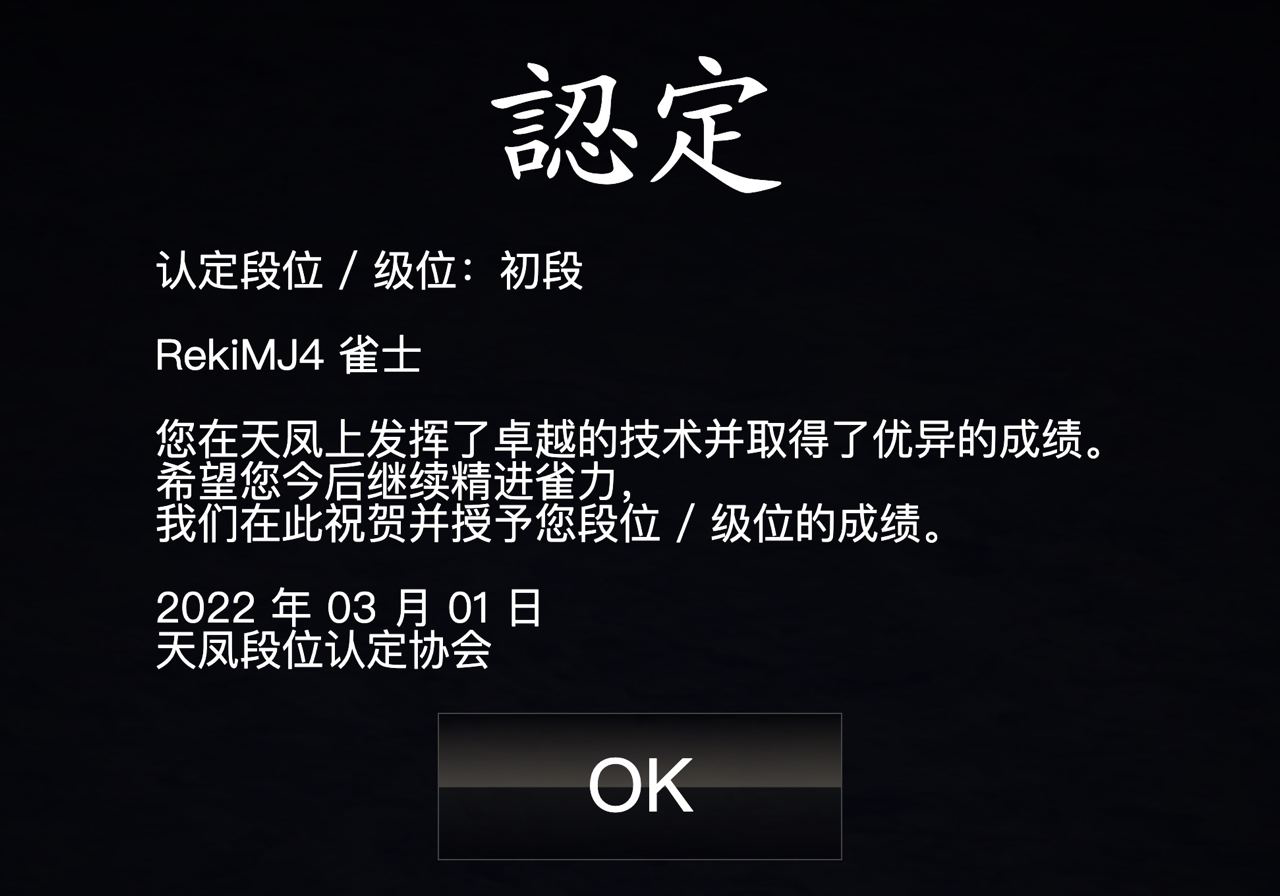 認定
认定段位 / 级位：初段
RekiMJ4 雀士
您在天凤上发挥了卓越的技术并取得了优异的成绩。
希望您今后继续精进雀力，
我们在此祝贺并授予您段位 / 级位的成绩。
2022 年 03 月 01 日
天凤段位认定协会
OK